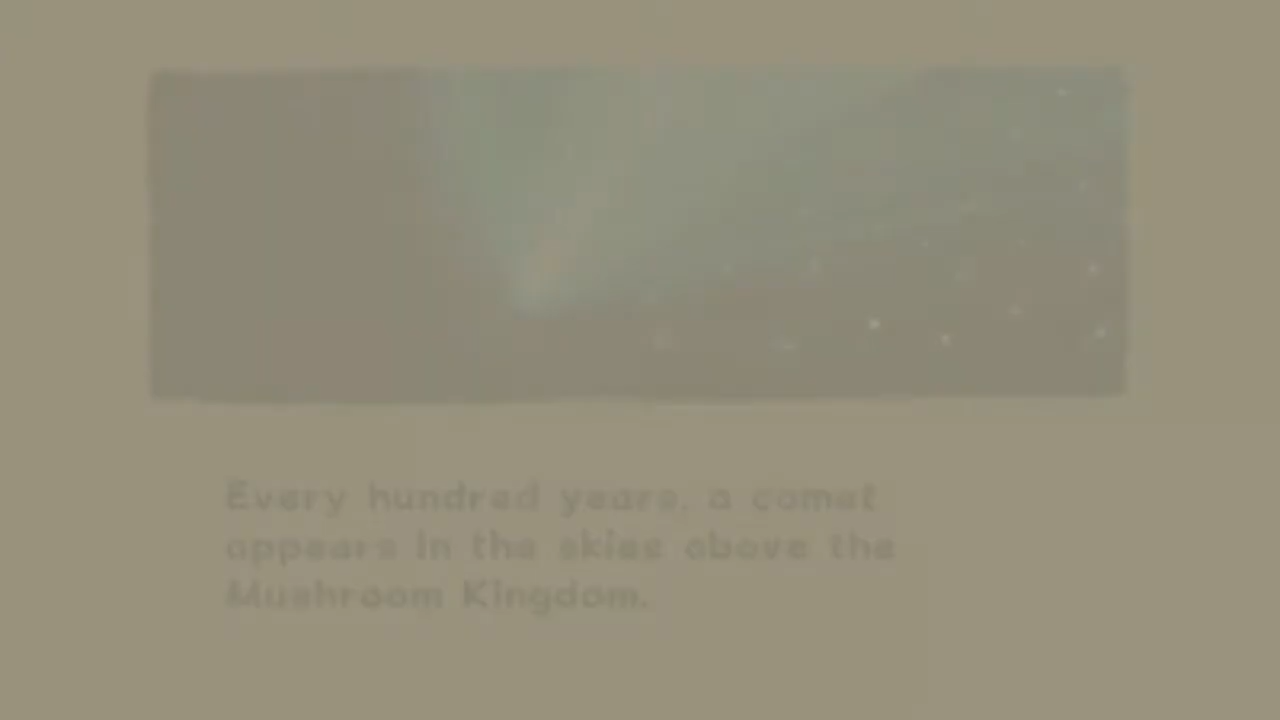 Every hundred years, a comet
appears in the skies above the
Mushroom Kingdom.